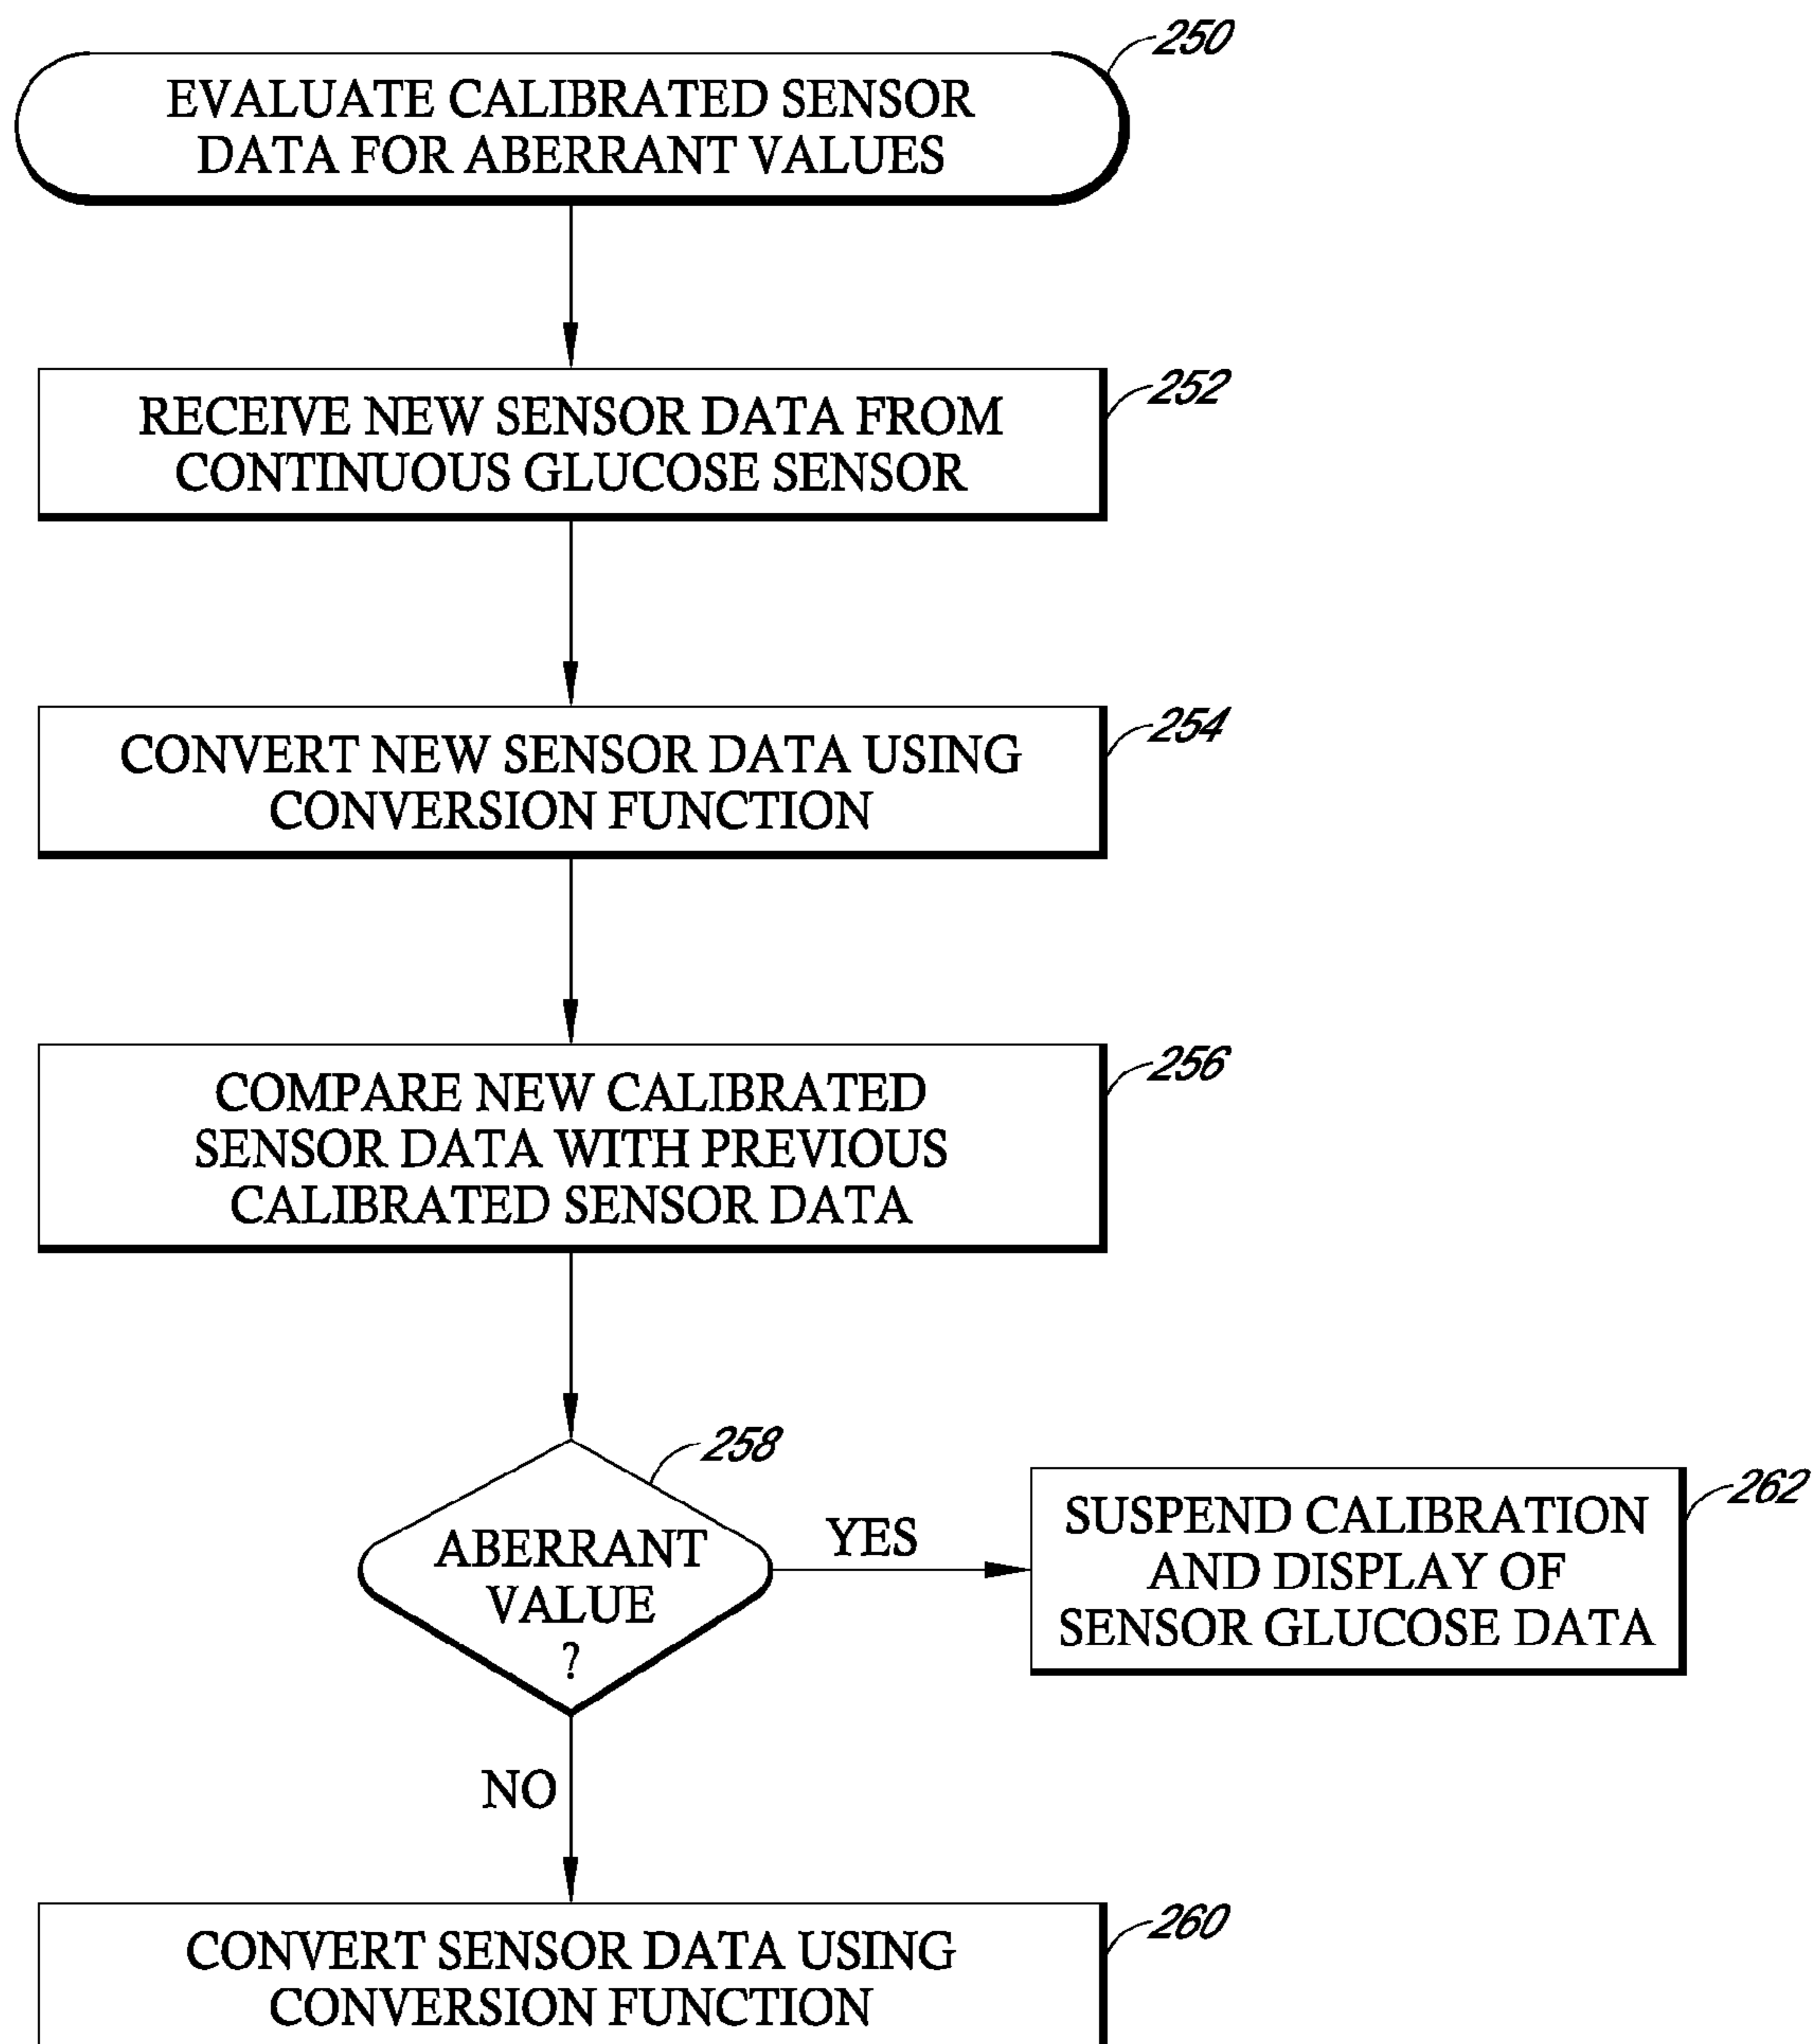 250
EVALUATE CALIBRATED SENSOR
DATA FOR ABERRANT VALUES
252
RECEIVE NEW SENSOR DATA FROM
CONTINUOUS GLUCOSE SENSOR
254
CONVERT NEW SENSOR DATA USING
CONVERSION FUNCTION
256
COMPARE NEW CALIBRATED
SENSOR DATA WITH PREVIOUS
CALIBRATED SENSOR DATA
258
ABERRANT
VALUE
?
YES
262
SUSPEND CALIBRATION
AND DISPLAY OF
SENSOR GLUCOSE DATA
NO
260
CONVERT SENSOR DATA USING
CONVERSION FUNCTION